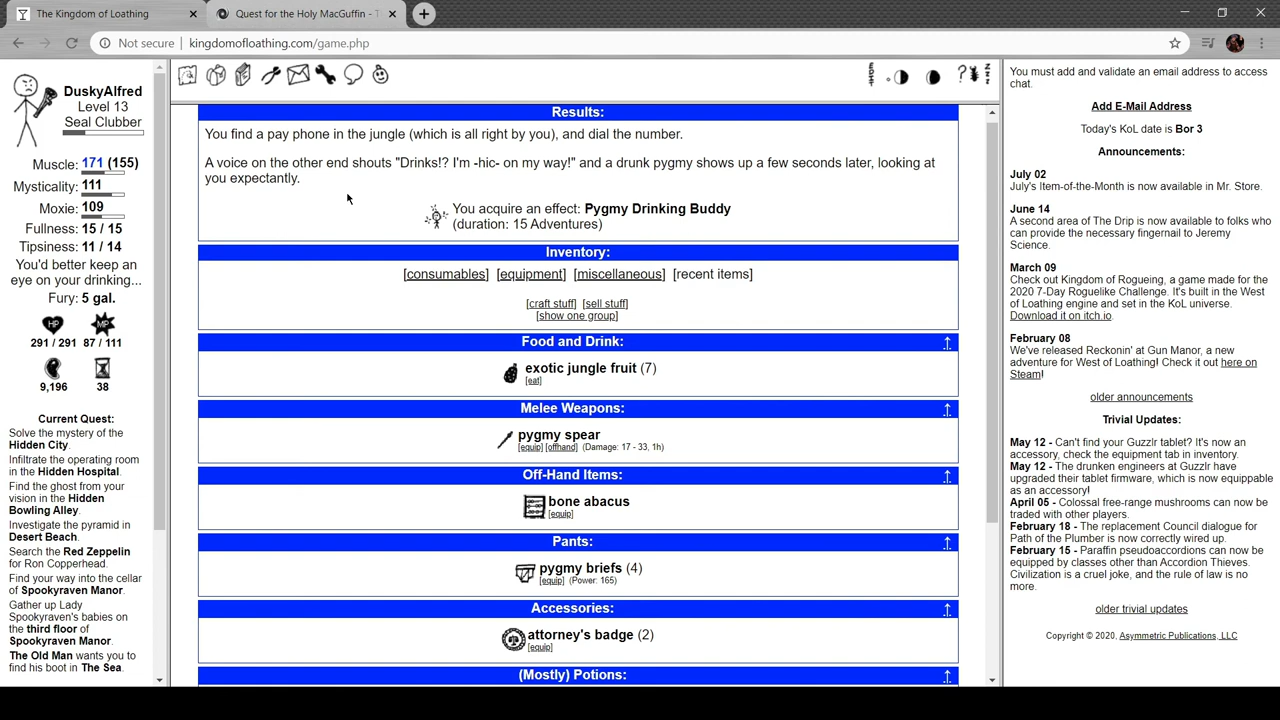 The Kingdom of Loathing
Quest for the Holy MacGuffin - T
Not secure
kingdomofloathing.com/game.php
DuskyAlfred
Level 13
Seal Clubber
Muscle: 171 (155)
Mysticality: 111
Moxie: 109
Fullness: 15 / 15
Tipsiness: 11 / 14
You'd better keep an
eye on your drinking...
Fury: 5 gal.
HP
MP
291 / 291
87 / 111
9,196
38
Current Quest:
Solve the mystery of the
Hidden City.
Infiltrate the operating room
in the Hidden Hospital.
Find the ghost from your
vision in the Hidden
Bowling Alley.
Investigate the pyramid in
Desert Beach.
Search the Red Zeppelin
for Ron Copperhead.
Find your way into the cellar
of Spookyraven Manor.
Gather up Lady
Spookyraven's babies on
the third floor of
Spookyraven Manor.
The Old Man wants you to
find his boot in The Sea.
Results:
You find a pay phone in the jungle (which is all right by you), and dial the number.
A voice on the other end shouts "Drinks!? I'm -hic- on my way!" and a drunk pygmy shows up a few seconds later, looking at
you expectantly.
You acquire an effect: Pygmy Drinking Buddy
(duration: 15 Adventures)
Inventory:
[consumables] [equipment] [miscellaneous] [recent items]
[craft stuff] [sell stuff]
[show one group]
Food and Drink:
exotic jungle fruit (7)
[eat]
Melee Weapons:
pygmy spear
[equip] [offhand] (Damage: 17 - 33, 1h)
Off-Hand Items:
bone abacus
[equip]
Pants:
pygmy briefs (4)
[equip] (Power: 165)
Accessories:
attorney's badge (2)
[equip]
(Mostly) Potions:
You must add and validate an email address to access
chat.
Add E-Mail Address
Today's KoL date is Bor 3
Announcements:
July 02
July's Item-of-the-Month is now available in Mr. Store.
June 14
A second area of The Drip is now available to folks who
can provide the necessary fingernail to Jeremy
Science.
March 09
Check out Kingdom of Rogueing, a game made for the
2020 7-Day Roguelike Challenge. It's built in the West
of Loathing engine and set in the KoL universe.
Download it on itch.io.
February 08
We've released Reckonin' at Gun Manor, a new
adventure for West of Loathing! Check it out here on
Steam!
older announcements
Trivial Updates:
May 12 - Can't find your Guzzlr tablet? It's now an
accessory, check the equipment tab in inventory.
May 12 - The drunken engineers at Guzzlr have
upgraded their tablet firmware, which is now equippable
as an accessory!
April 05 - Colossal free-range mushrooms can now be
traded with other players.
February 18 - The replacement Council dialogue for
Path of the Plumber is now correctly wired up.
February 15 - Paraffin pseudoaccordions can now be
equipped by classes other than Accordion Thieves.
Civilization is a cruel joke, and the rule of law is no
more.
older trivial updates
Copyright © 2020, Asymmetric Publications, LLC